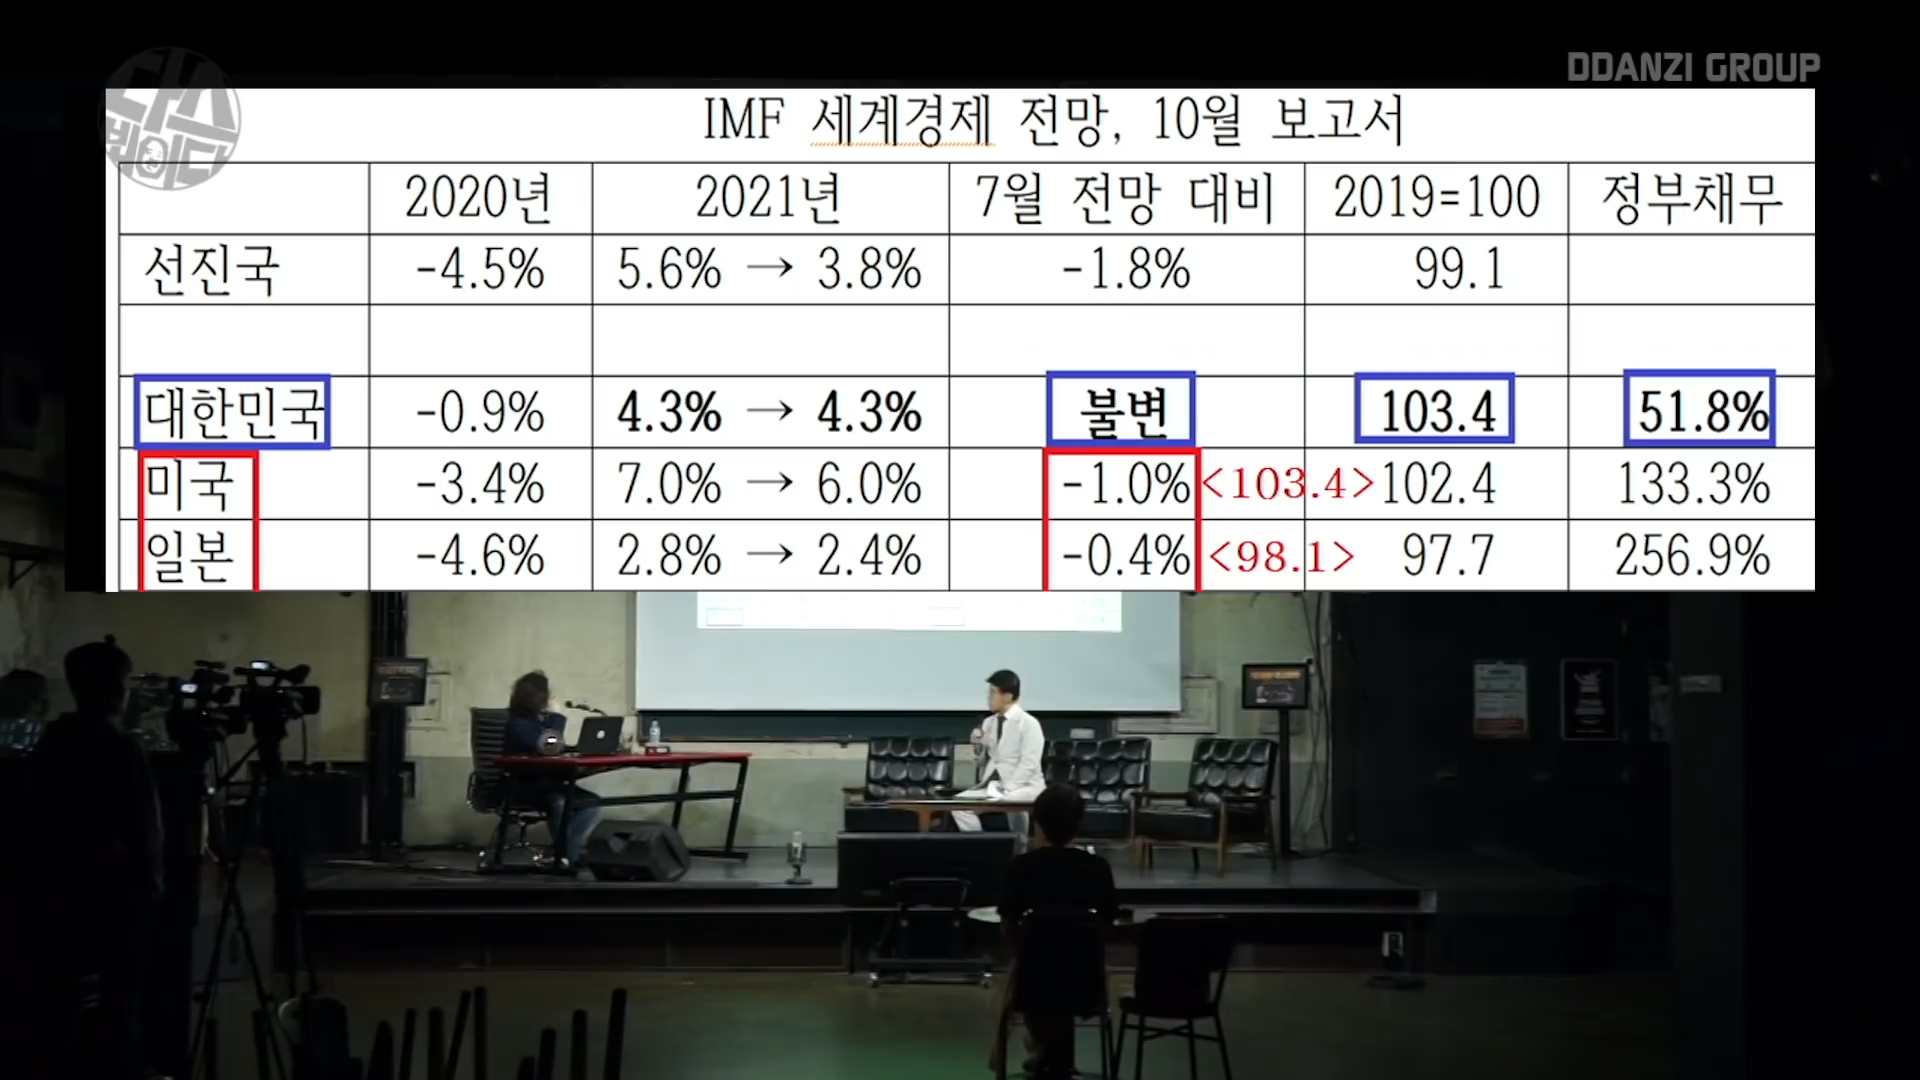 DDANZI GROUP
다스
뵈이다
IMF 세계경제 전망, 10월 보고서
2020년 2021년 7월 전망 대비 2019=100 정부채무
선진국 -4.5% 5.6% → 3.8% -1.8% 99.1
대한민국 -0.9% 4.3% → 4.3% 불변 103.4 51.8%
미국 -3.4% 7.0% → 6.0% -1.0% <103.4> 102.4 133.3%
일본 -4.6% 2.8% → 2.4% -0.4% <98.1> 97.7 256.9%